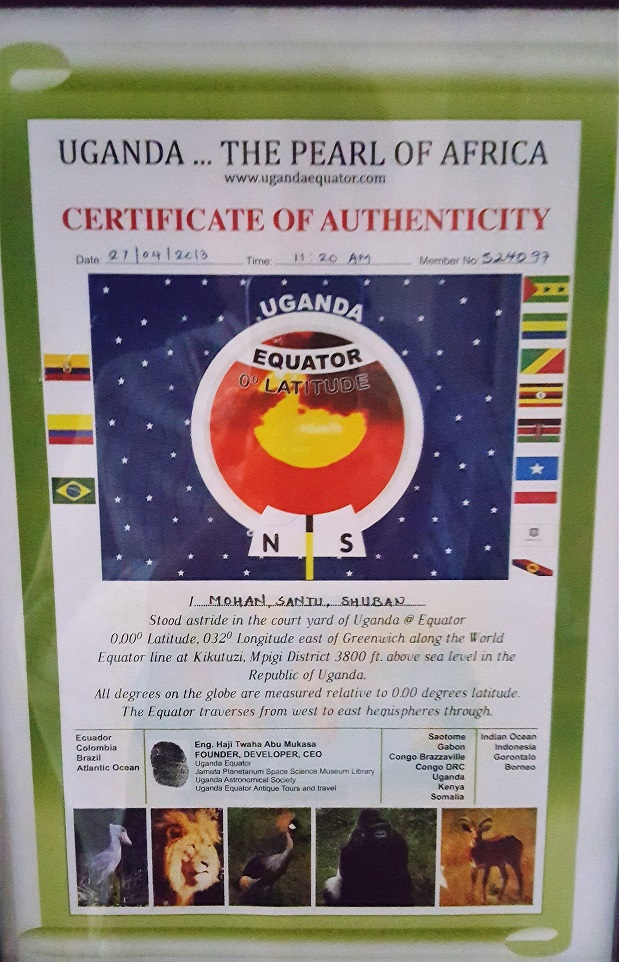 UGANDA ... THE PEARL OF AFRICA
www.ugandaequator.com
CERTIFICATE OF AUTHENTICITY
Date 27/04/2013 Time: 11:20 AM Member No 524097
UGANDA
EQUATOR
0° LATITUDE
N S
I MOHAN, SANTU, SHUBAN
Stood astride in the court yard of Uganda @ Equator
0.00⁰ Latitude, 032⁰ Longitude east of Greenwich along the World
Equator line at Kikutuzi, Mpigi District 3800 ft. above sea level in the
Republic of Uganda.
All degrees on the globe are measured relative to 0.00 degrees latitude.
The Equator traverses from west to east hemispheres through.
Ecuador
Colombia
Brazil
Atlantic Ocean
Eng. Haji Twaha Abu Mukasa
FOUNDER, DEVELOPER, CEO
Uganda Equator
Jamata Planetarium Space Science Museum Library
Uganda Astronomical Society
Uganda Equator Antique Tours and travel
Saotome
Gabon
Congo Brazzaville
Congo DRC
Uganda
Kenya
Somalia
Indian Ocean
Indonesia
Gorontalo
Borneo